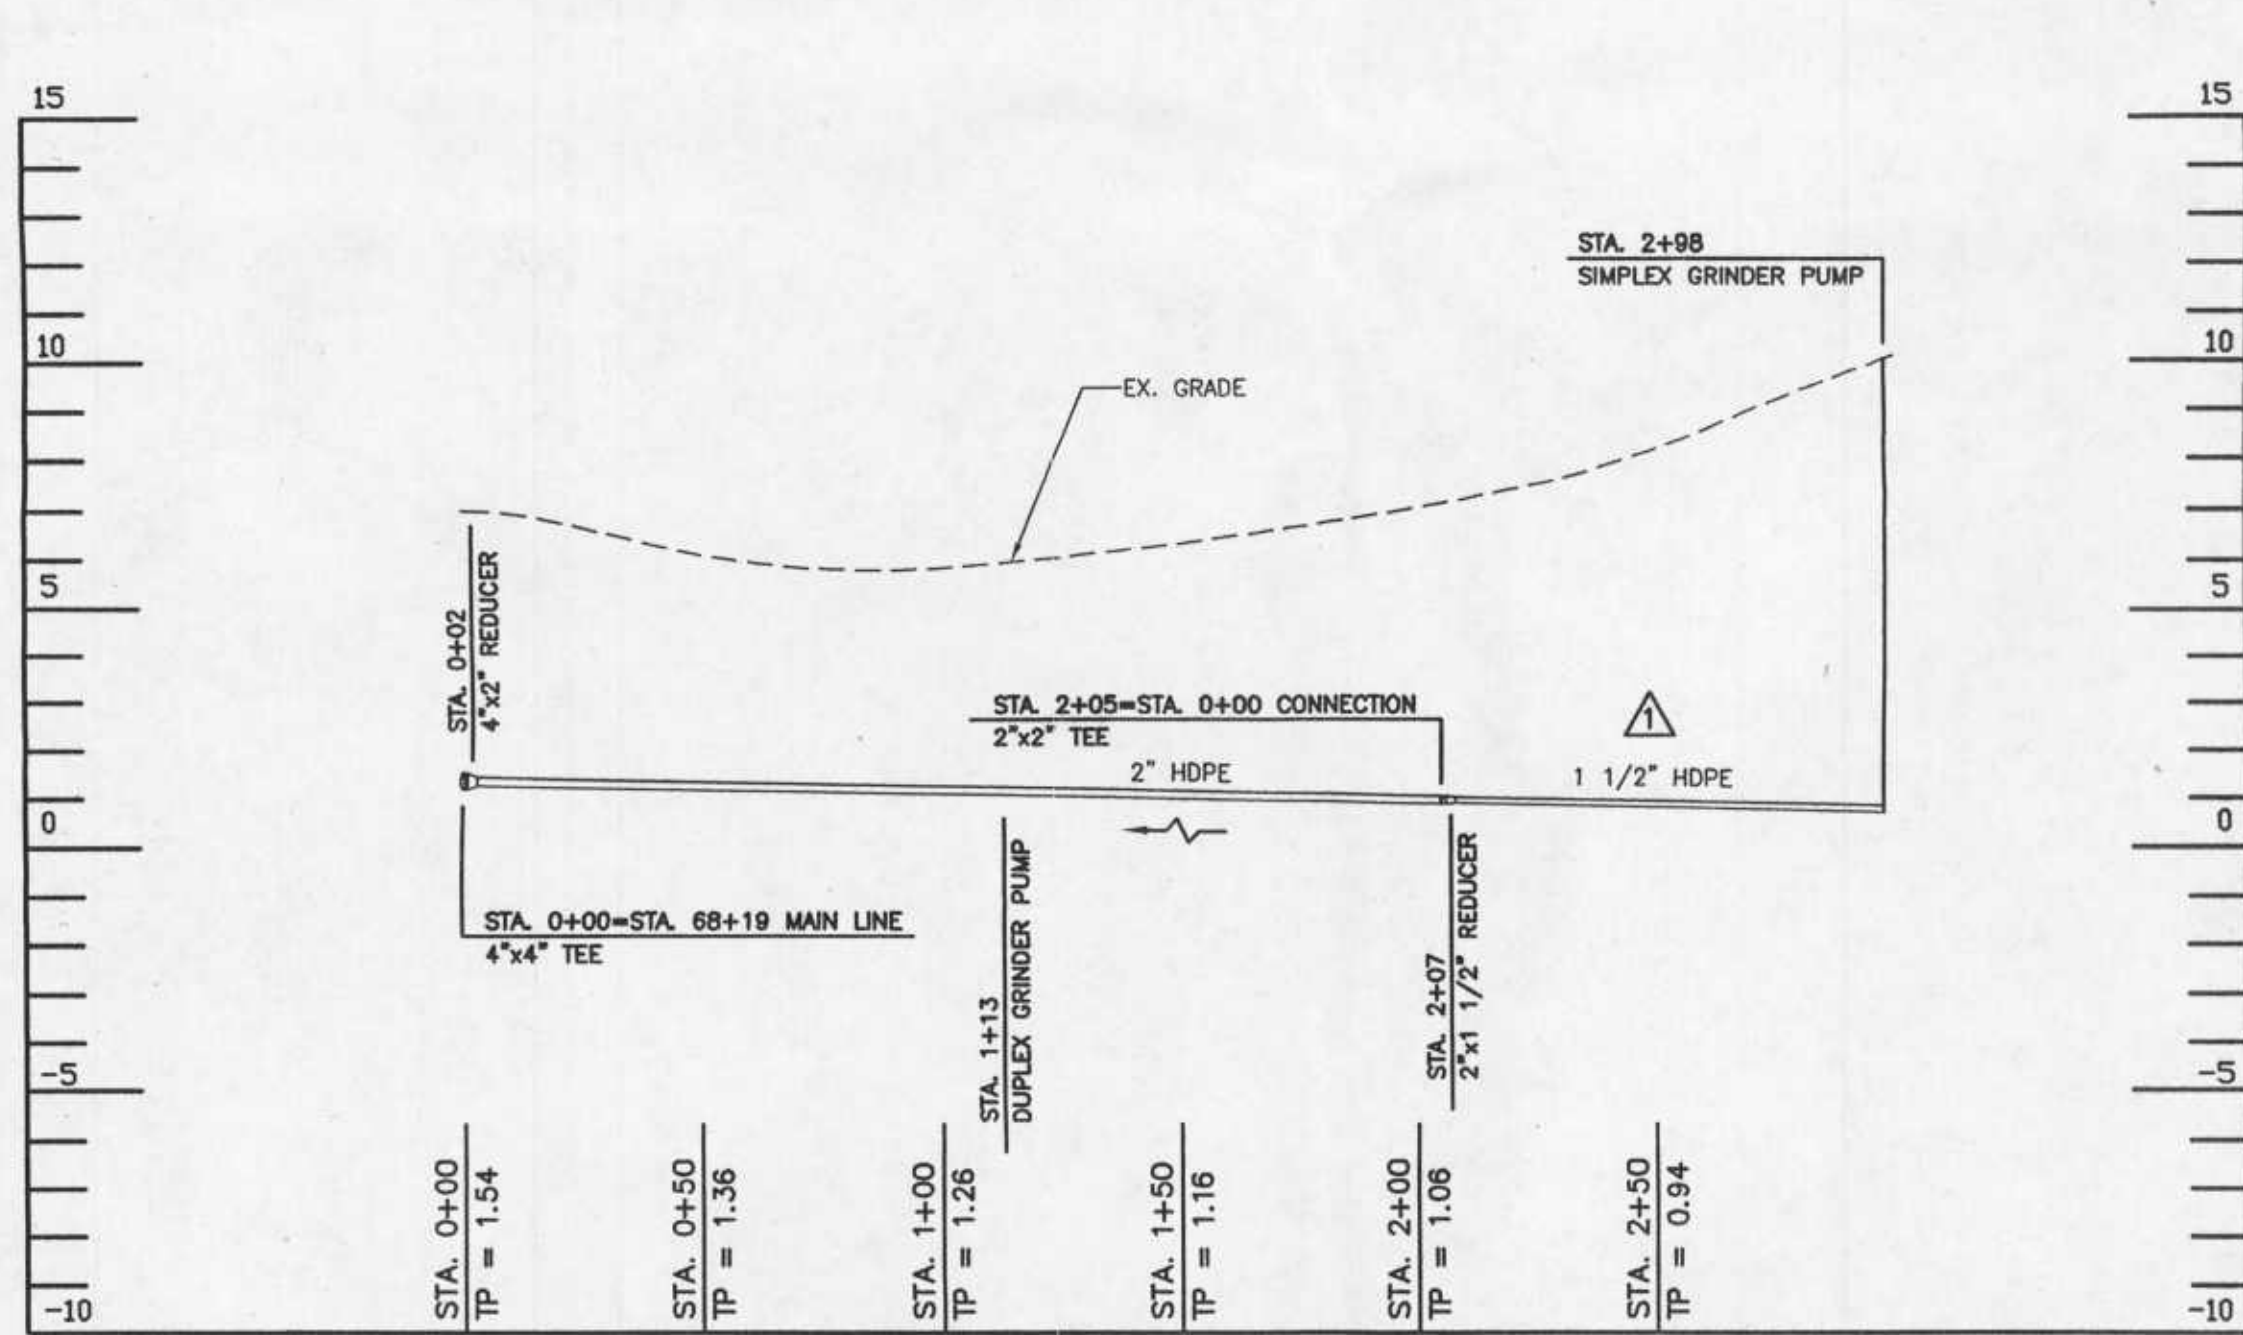 15
15
STA. 2+98
SIMPLEX GRINDER PUMP
10
10
EX. GRADE
STA. 0+02
4"x2" REDUCER
5
5
STA. 2+05=STA. 0+00 CONNECTION
2"x2" TEE
1
2" HDPE
1 1/2" HDPE
0
0
STA. 0+00=STA. 68+19 MAIN LINE
4"x4" TEE
STA. 1+13
DUPLEX GRINDER PUMP
STA. 2+07
2"x1 1/2" REDUCER
-5
-5
STA. 0+00
TP = 1.54
STA. 0+50
TP = 1.36
STA. 1+00
TP = 1.26
STA. 1+50
TP = 1.16
STA. 2+00
TP = 1.06
STA. 2+50
TP = 0.94
-10
-10